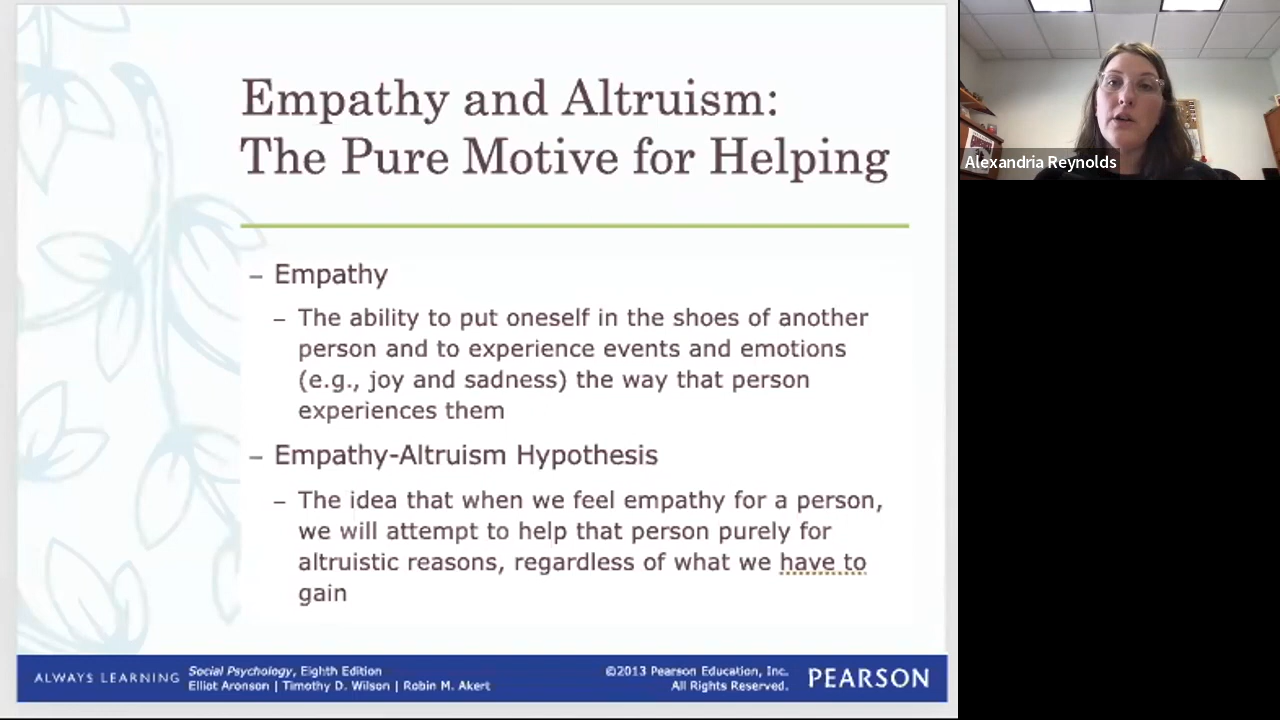 Empathy and Altruism:
The Pure Motive for Helping
– Empathy
– The ability to put oneself in the shoes of another
person and to experience events and emotions
(e.g., joy and sadness) the way that person
experiences them
– Empathy-Altruism Hypothesis
– The idea that when we feel empathy for a person,
we will attempt to help that person purely for
altruistic reasons, regardless of what we have to
gain
ALWAYS LEARNING
Social Psychology, Eighth Edition
Elliot Aronson | Timothy D. Wilson | Robin M. Akert
©2013 Pearson Education, Inc.
All Rights Reserved.
PEARSON
Alexandria Reynolds